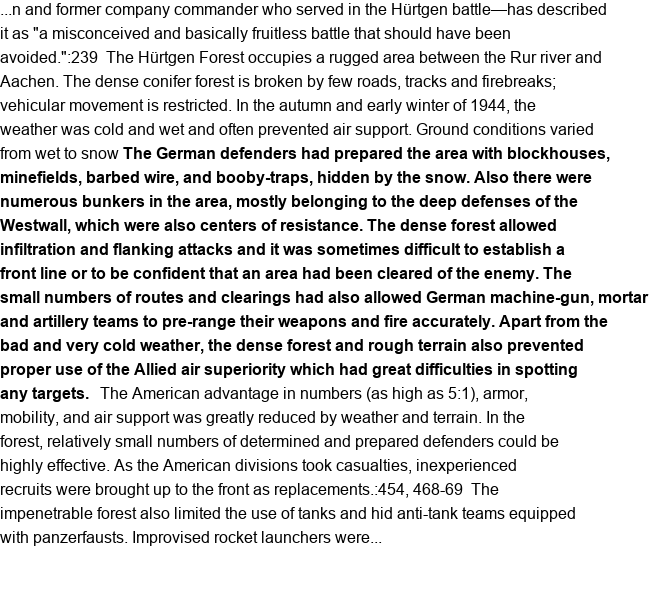 ...n and former company commander who served in the Hürtgen battle—has described
it as "a misconceived and basically fruitless battle that should have been
avoided.":239  The Hürtgen Forest occupies a rugged area between the Rur river and
Aachen. The dense conifer forest is broken by few roads, tracks and firebreaks;
vehicular movement is restricted. In the autumn and early winter of 1944, the
weather was cold and wet and often prevented air support. Ground conditions varied
from wet to snow The German defenders had prepared the area with blockhouses,
minefields, barbed wire, and booby-traps, hidden by the snow. Also there were
numerous bunkers in the area, mostly belonging to the deep defenses of the
Westwall, which were also centers of resistance. The dense forest allowed
infiltration and flanking attacks and it was sometimes difficult to establish a
front line or to be confident that an area had been cleared of the enemy. The
small numbers of routes and clearings had also allowed German machine-gun, mortar
and artillery teams to pre-range their weapons and fire accurately. Apart from the
bad and very cold weather, the dense forest and rough terrain also prevented
proper use of the Allied air superiority which had great difficulties in spotting
any targets.  The American advantage in numbers (as high as 5:1), armor,
mobility, and air support was greatly reduced by weather and terrain. In the
forest, relatively small numbers of determined and prepared defenders could be
highly effective. As the American divisions took casualties, inexperienced
recruits were brought up to the front as replacements.:454, 468-69  The
impenetrable forest also limited the use of tanks and hid anti-tank teams equipped
with panzerfausts. Improvised rocket launchers were...